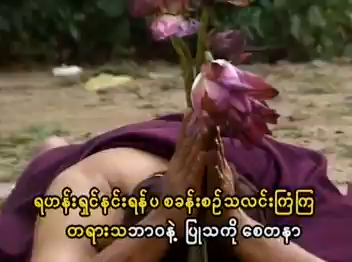 ရဟန်းရှင်နင်းရန်ပ စခန်းစဉ်သလင်းကြံကြ
တရားသဘာဝနဲ့ ပြုသကို စေတနာ